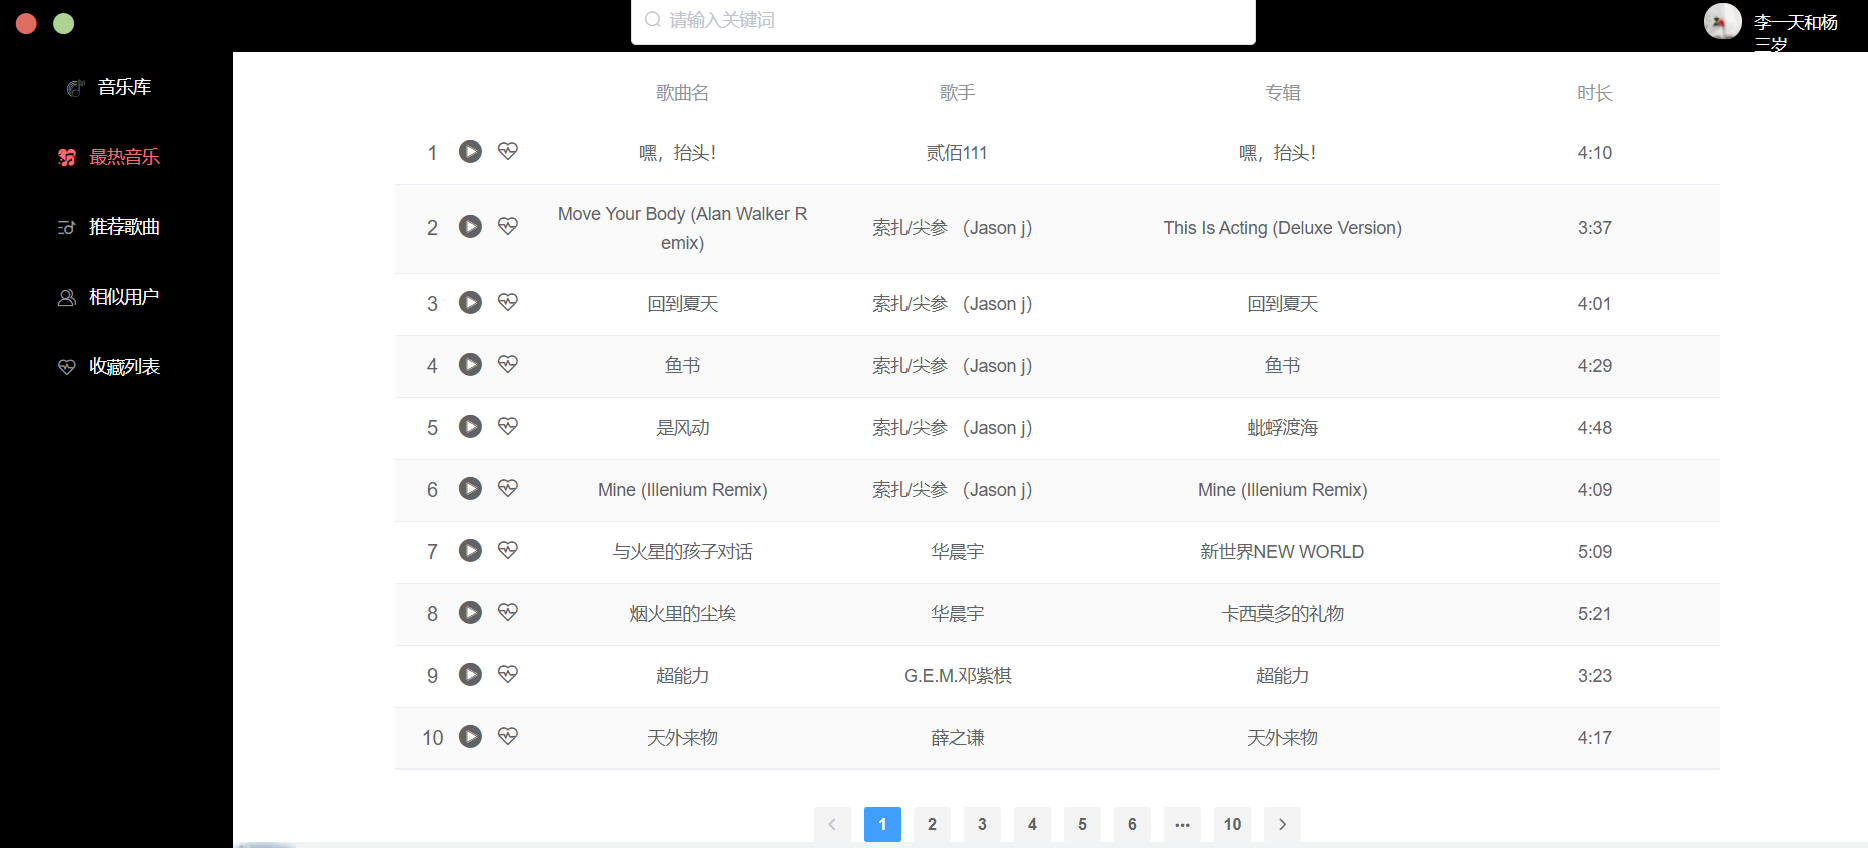 请输入关键词
李一天和杨
三岁
音乐库
最热音乐
推荐歌曲
相似用户
收藏列表
歌曲名 歌手 专辑 时长
1 嘿，抬头！ 贰佰111 嘿，抬头！ 4:10
2 Move Your Body (Alan Walker R
emix) 索扎/尖参 （Jason j） This Is Acting (Deluxe Version) 3:37
3 回到夏天 索扎/尖参 （Jason j） 回到夏天 4:01
4 鱼书 索扎/尖参 （Jason j） 鱼书 4:29
5 是风动 索扎/尖参 （Jason j） 蚍蜉渡海 4:48
6 Mine (Illenium Remix) 索扎/尖参 （Jason j） Mine (Illenium Remix) 4:09
7 与火星的孩子对话 华晨宇 新世界NEW WORLD 5:09
8 烟火里的尘埃 华晨宇 卡西莫多的礼物 5:21
9 超能力 G.E.M.邓紫棋 超能力 3:23
10 天外来物 薛之谦 天外来物 4:17
1 2 3 4 5 6 ••• 10